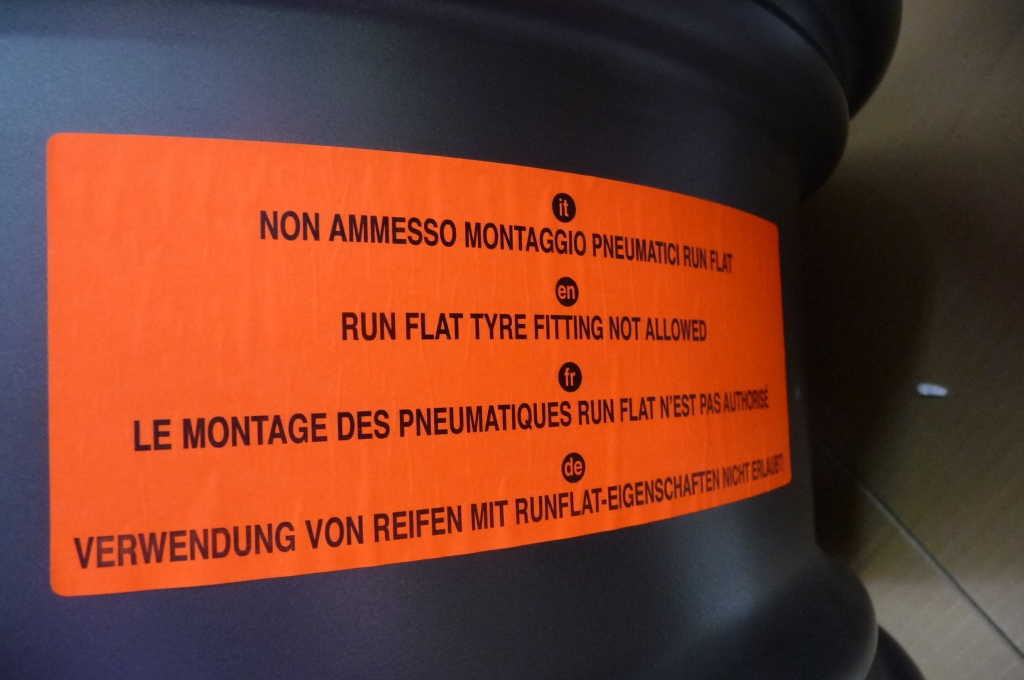 it
NON AMMESSO MONTAGGIO PNEUMATICI RUN FLAT
en
RUN FLAT TYRE FITTING NOT ALLOWED
fr
LE MONTAGE DES PNEUMATIQUES RUN FLAT N'EST PAS AUTHORISÉ
de
VERWENDUNG VON REIFEN MIT RUNFLAT-EIGENSCHAFTEN NICHT ERLAUBT!